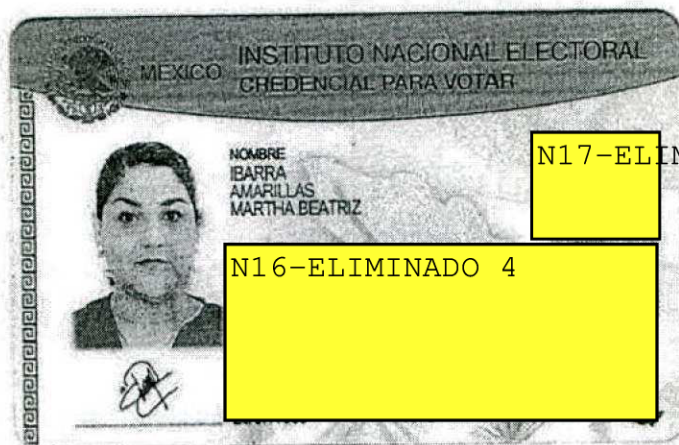 MEXICO
INSTITUTO NACIONAL ELECTORAL
CREDENCIAL PARA VOTAR
NOMBRE
IBARRA
AMARILLAS
MARTHA BEATRIZ
N17-ELIM
N16-ELIMINADO 4